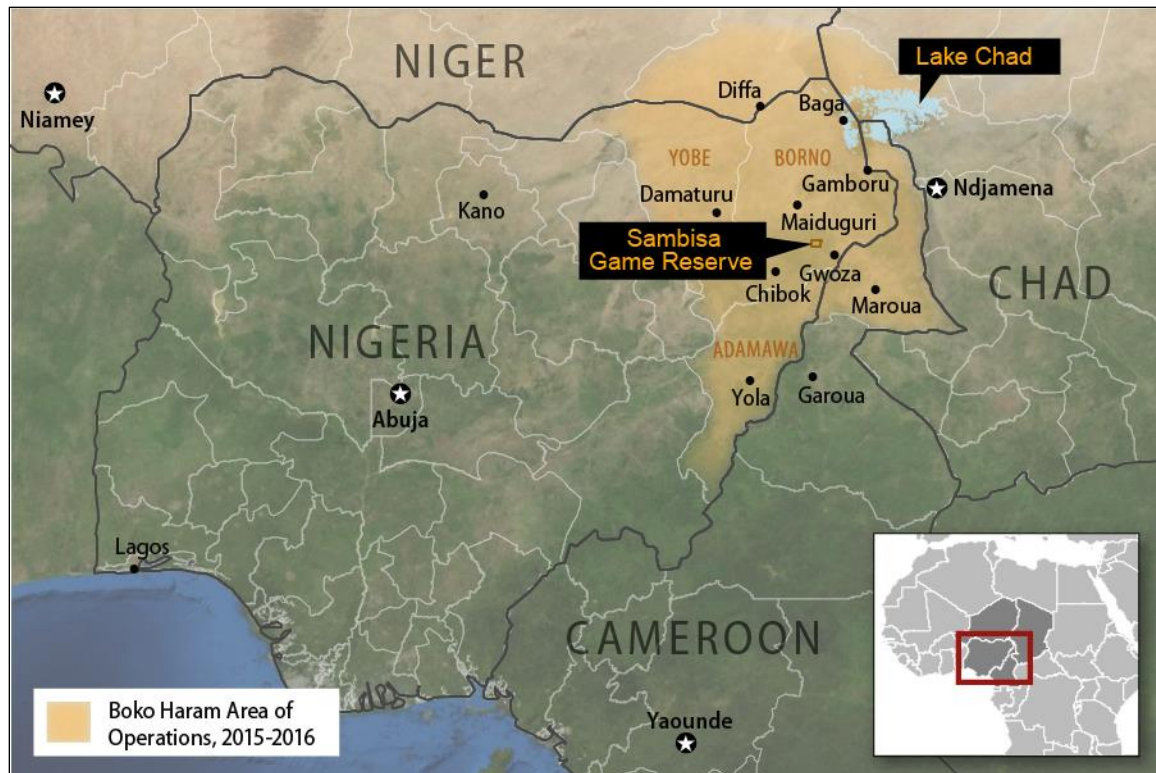 NIGER
Lake Chad
Niamey
Diffa
Baga
YOBE
BORNO
Gamboru
Ndjamena
Kano
Damaturu
Maiduguri
Sambisa
Game Reserve
Gwoza
Chibok
Maroua
CHAD
NIGERIA
ADAMAWA
Abuja
Yola
Garoua
Lagos
CAMEROON
Yaounde
Boko Haram Area of
Operations, 2015-2016